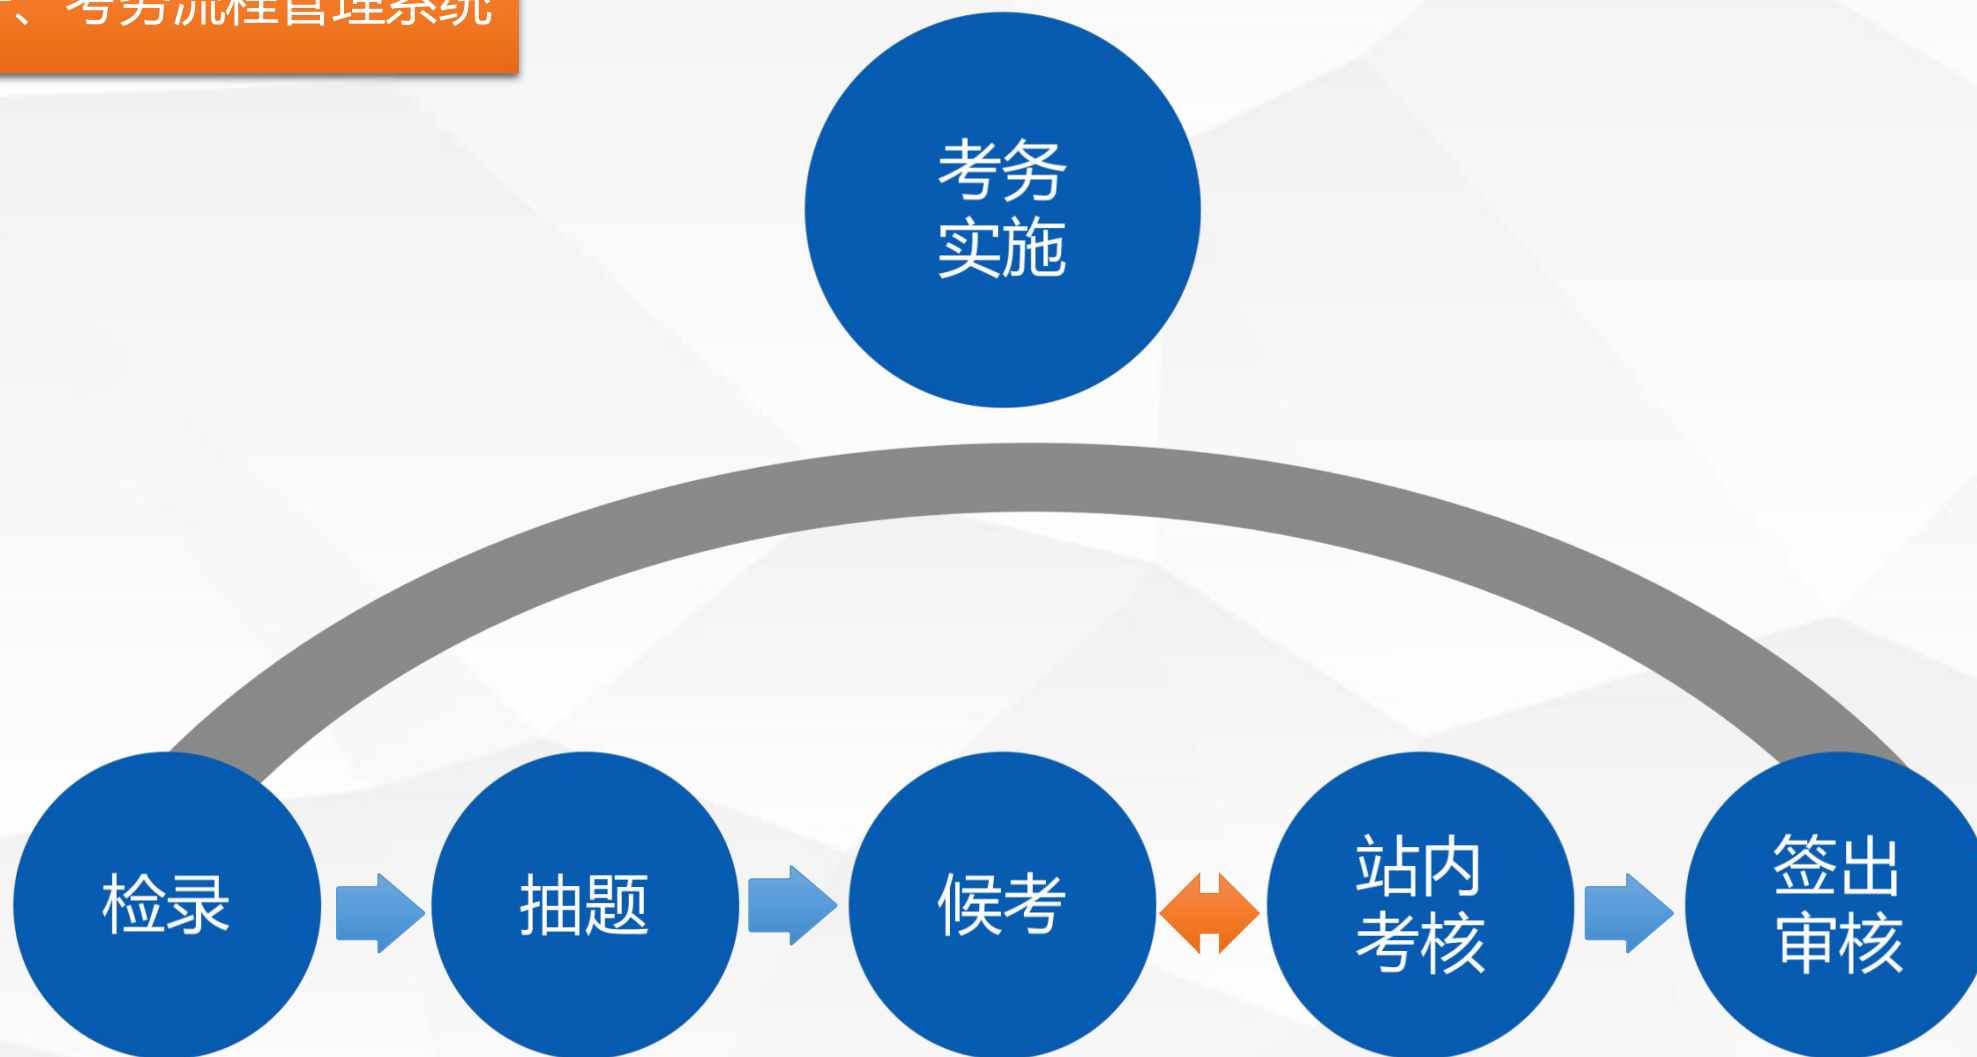 、考务流程管理系统
考务
实施
检录
抽题
候考
站内
考核
签出
审核